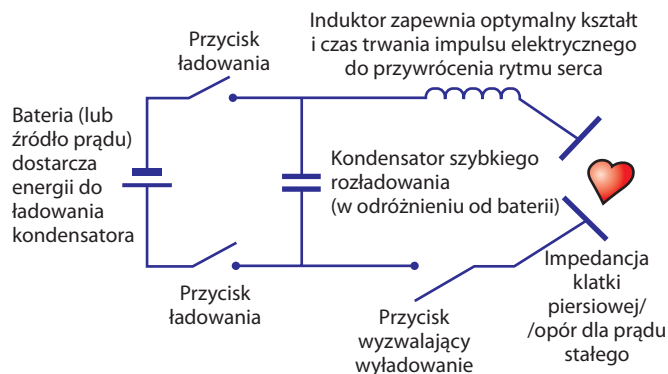 Induktor zapewnia optymalny kształt
i czas trwania impulsu elektrycznego
do przywrócenia rytmu serca
Przycisk
ładowania
Bateria (lub
źródło prądu)
dostarcza
energii do
ładowania
kondensatora
Kondensator szybkiego
rozładowania
(w odróżnieniu od baterii)
Przycisk
ładowania
Przycisk
wyzwalający
wyładowanie
Impedancja
klatki
piersiowej/
/opór dla prądu
stałego